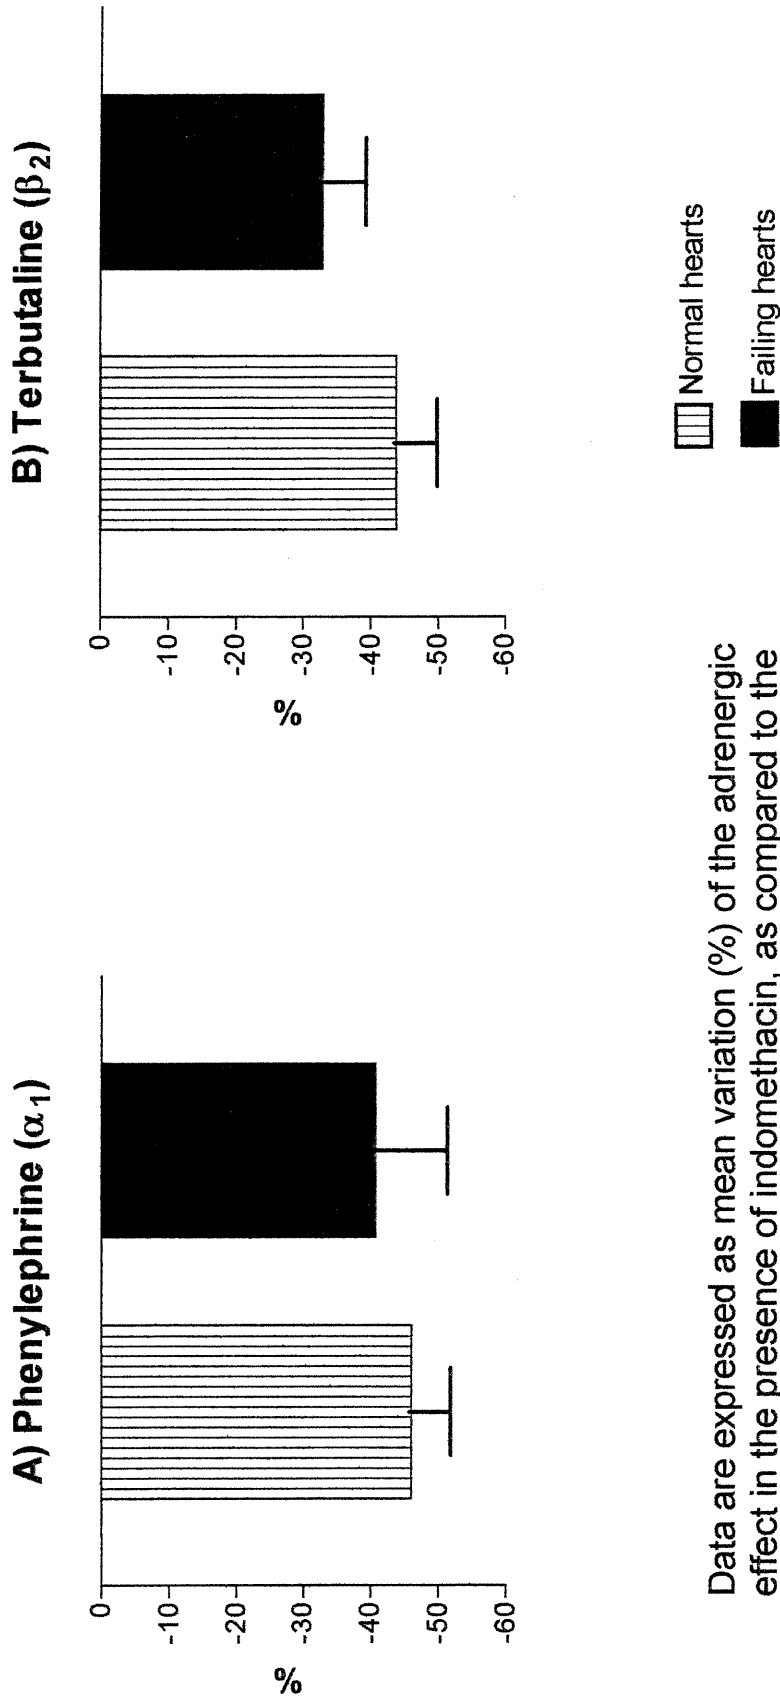 A) Phenylephrine (α₁)
0
-10
-20
-30
-40
-50
-60
%
B) Terbutaline (β₂)
0
-10
-20
-30
-40
-50
-60
%
Normal hearts
Failing hearts
Data are expressed as mean variation (%) of the adrenergic
effect in the presence of indomethacin, as compared to the